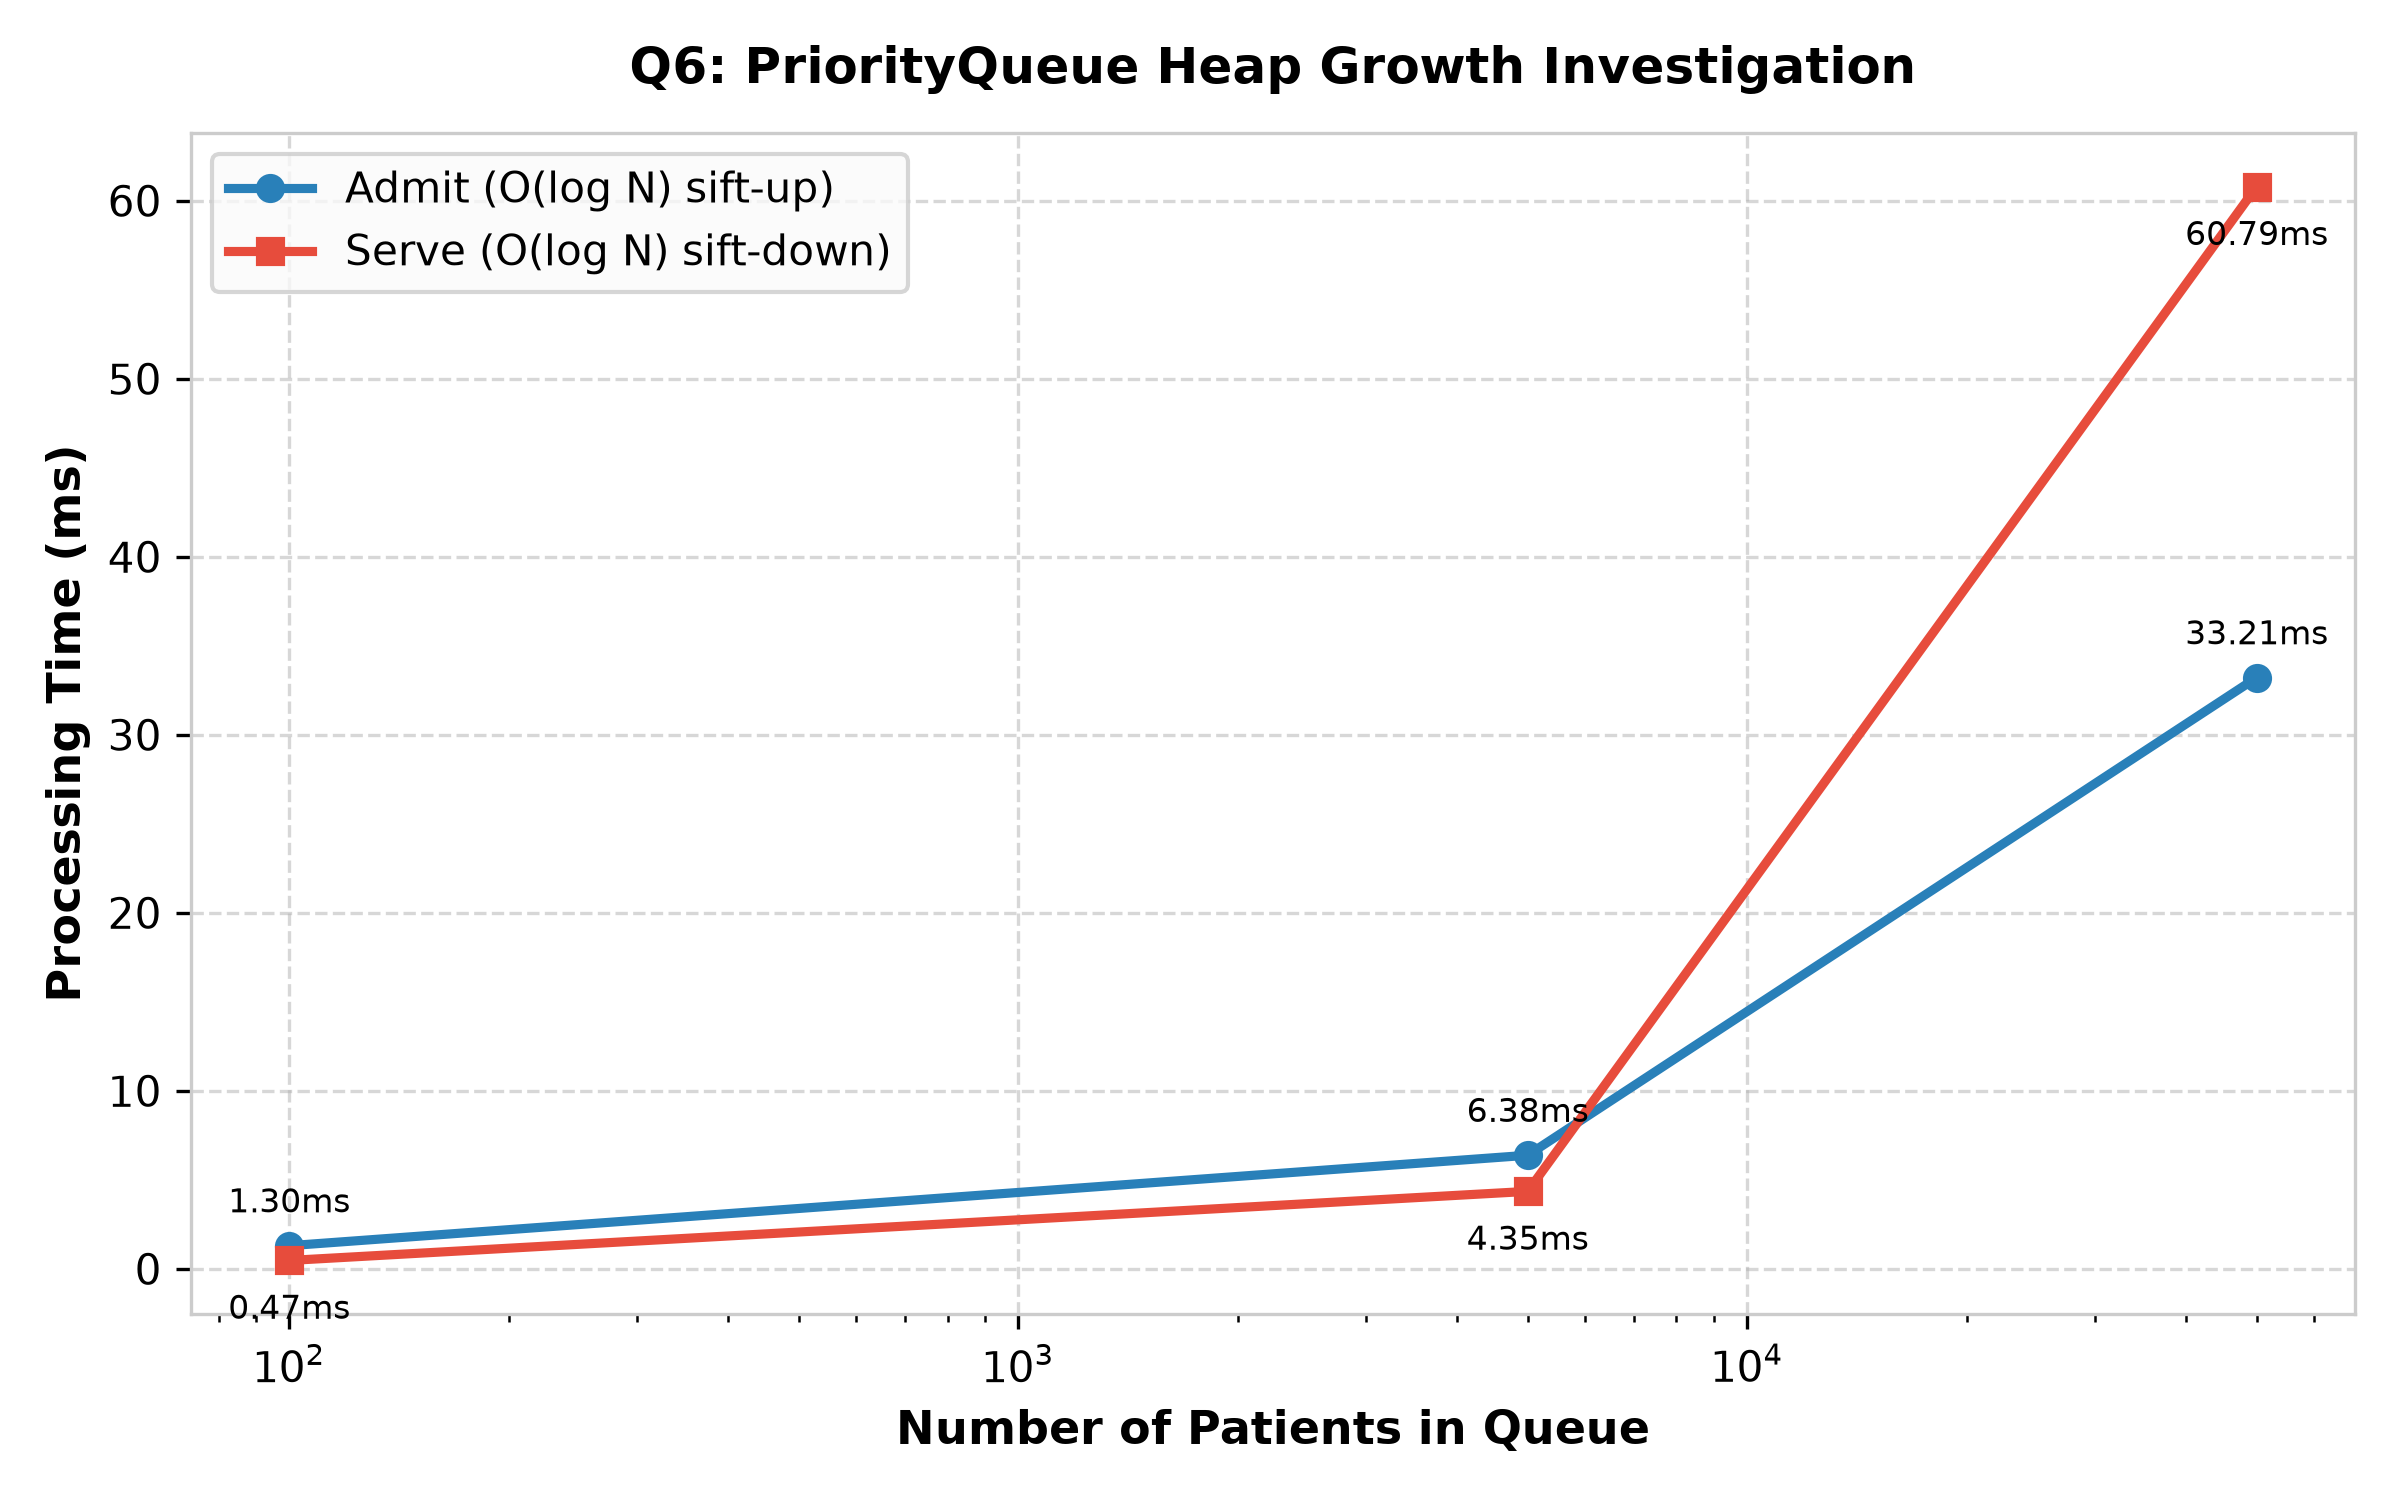 Q6: PriorityQueue Heap Growth Investigation
Admit (O(log N) sift-up)
Serve (O(log N) sift-down)
Processing Time (ms)
60
50
40
30
20
10
0
60.79ms
33.21ms
6.38ms
4.35ms
1.30ms
0.47ms
10²
10³
10⁴
Number of Patients in Queue